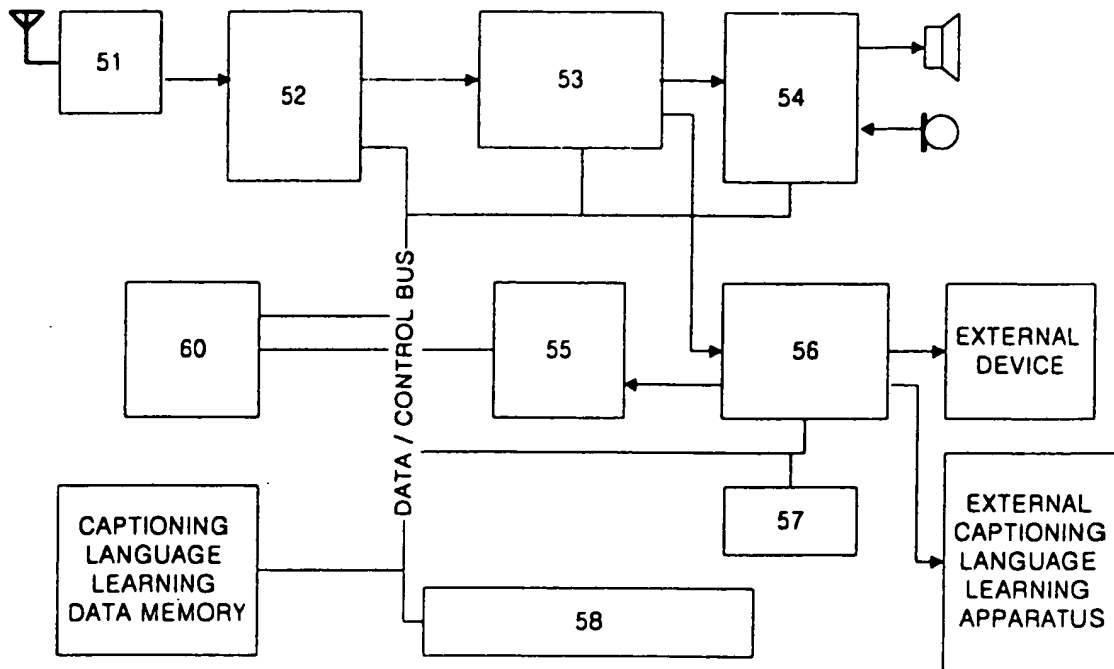 51
52
53
54
60
DATA / CONTROL BUS
55
56
EXTERNAL
DEVICE
CAPTIONING
LANGUAGE
LEARNING
DATA MEMORY
57
EXTERNAL
CAPTIONING
LANGUAGE
LEARNING
APPARATUS
58